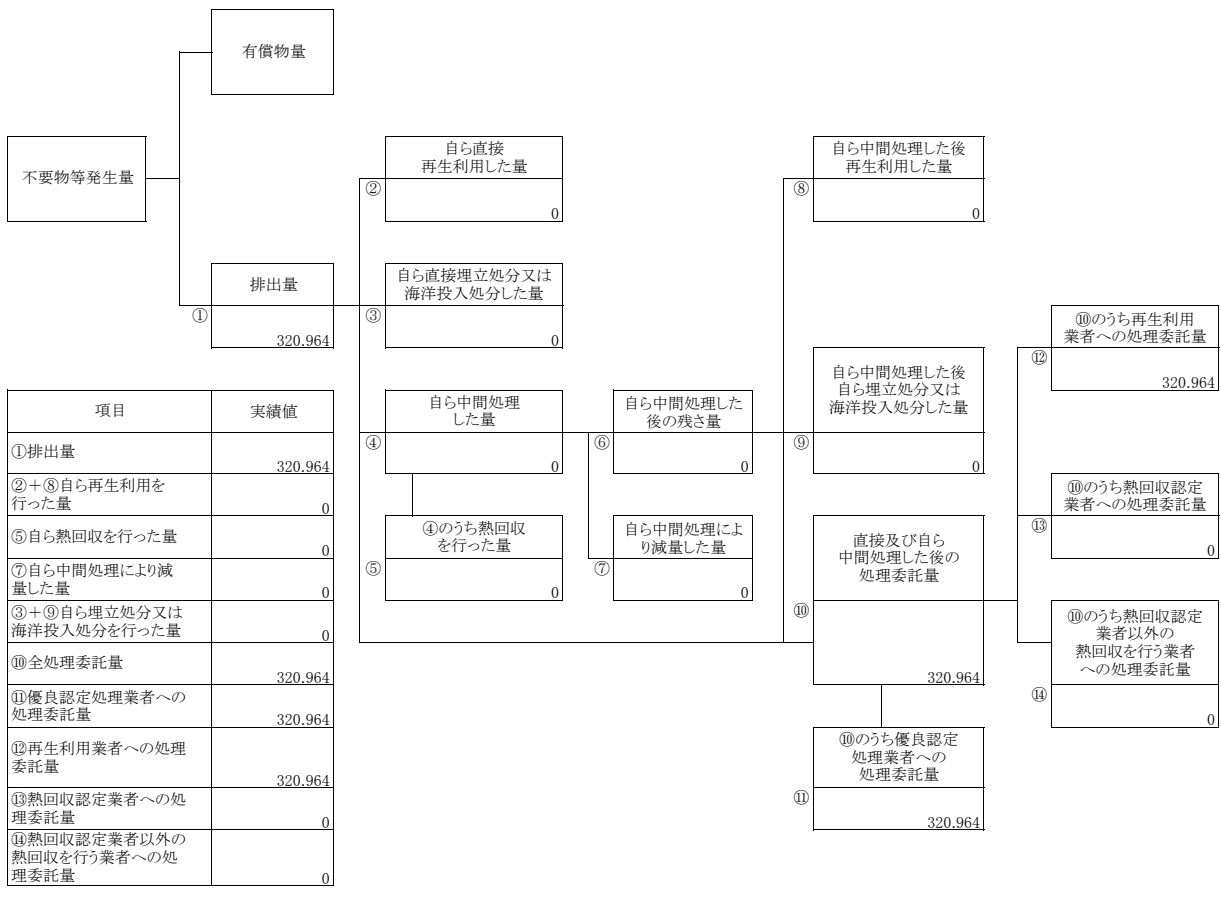 有償物量
不要物等発生量
排出量
①
320.964
自ら直接
再生利用した量
②
0
自ら直接埋立処分又は
海洋投入処分した量
③
0
自ら中間処理
した量
④
0
④のうち熱回収
を行った量
⑤
0
自ら中間処理した
後の残さ量
⑥
0
自ら中間処理によ
り減量した量
⑦
0
自ら中間処理した後
再生利用した量
⑧
0
自ら中間処理した後
自ら埋立処分又は
海洋投入処分した量
⑨
0
直接及び自ら
中間処理した後の
処理委託量
⑩
320.964
⑩のうち優良認定
処理業者への
処理委託量
⑪
320.964
⑩のうち再生利用
業者への処理委託量
⑫
320.964
⑩のうち熱回収認定
業者への処理委託量
⑬
0
⑩のうち熱回収認定
業者以外の
熱回収を行う業者
への処理委託量
⑭
0
項目 実績値
①排出量
320.964
②+⑧自ら再生利用を
行った量
0
⑤自ら熱回収を行った量
0
⑦自ら中間処理により減
量した量
0
③+⑨自ら埋立処分又は
海洋投入処分を行った量
0
⑩全処理委託量
320.964
⑪優良認定処理業者への
処理委託量
320.964
⑫再生利用業者への処理
委託量
320.964
⑬熱回収認定業者への処
理委託量
0
⑭熱回収認定業者以外の
熱回収を行う業者への処
理委託量
0